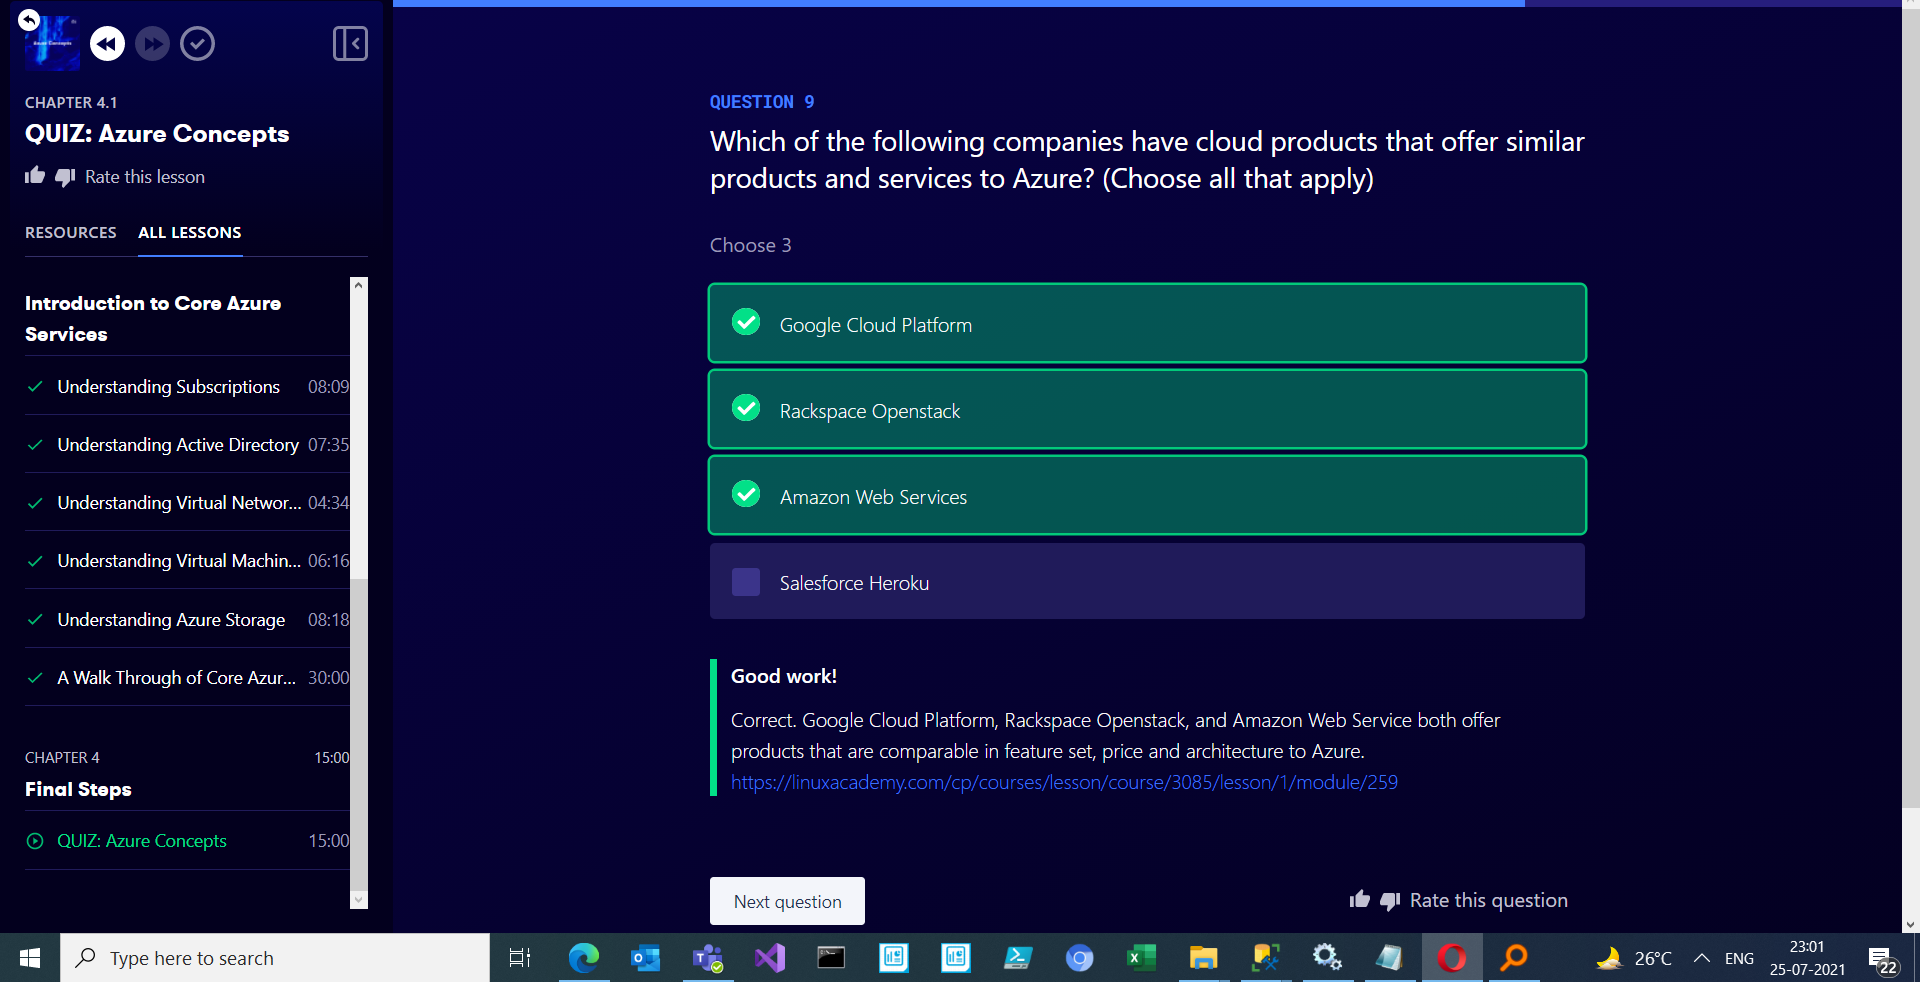 CHAPTER 4.1
QUIZ: Azure Concepts
Rate this lesson
RESOURCES ALL LESSONS
Introduction to Core Azure
Services
Understanding Subscriptions 08:09
Understanding Active Directory 07:35
Understanding Virtual Networ... 04:34
Understanding Virtual Machin... 06:16
Understanding Azure Storage 08:18
A Walk Through of Core Azur... 30:00
CHAPTER 4 15:00
Final Steps
QUIZ: Azure Concepts 15:00
QUESTION 9
Which of the following companies have cloud products that offer similar
products and services to Azure? (Choose all that apply)
Choose 3
Google Cloud Platform
Rackspace Openstack
Amazon Web Services
Salesforce Heroku
Good work!
Correct. Google Cloud Platform, Rackspace Openstack, and Amazon Web Service both offer
products that are comparable in feature set, price and architecture to Azure.
https://linuxacademy.com/cp/courses/lesson/course/3085/lesson/1/module/259
Next question
Rate this question
Type here to search
26°C
ENG
23:01
25-07-2021
22